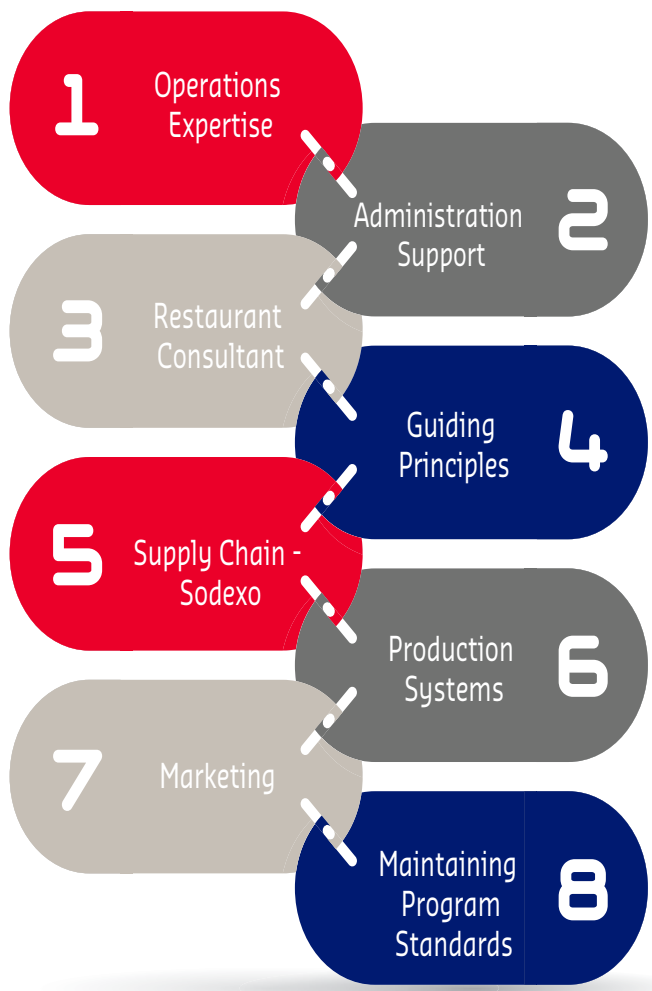 1
Operations
Expertise
Administration
Support
2
3
Restaurant
Consultant
Guiding
Principles
4
5
Supply Chain -
Sodexo
Production
Systems
6
7
Marketing
Maintaining
Program
Standards
8